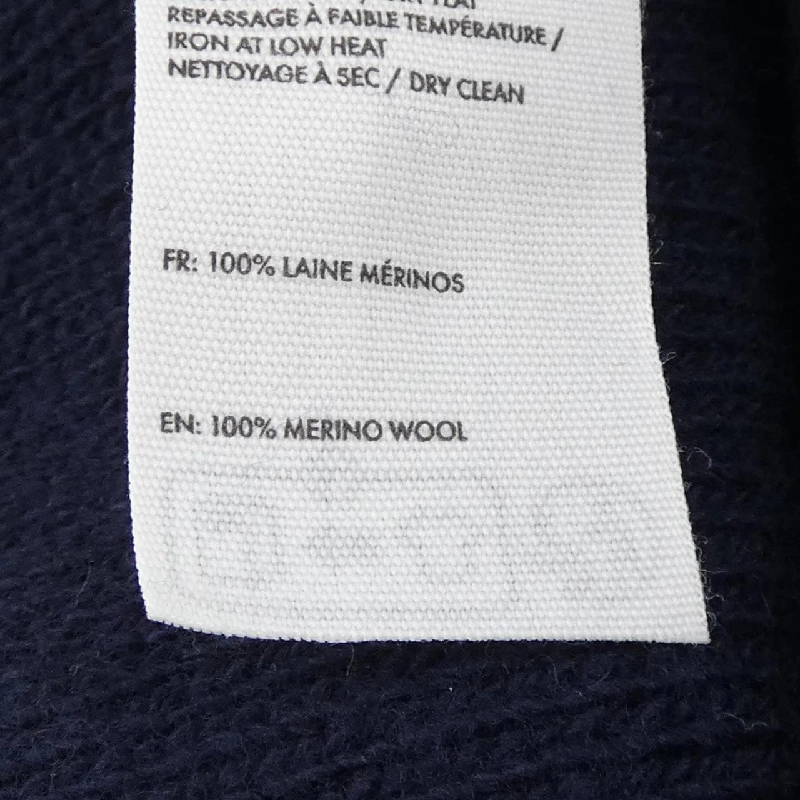 REPASSAGE À FAIBLE TEMPÉRATURE /
IRON AT LOW HEAT
NETTOYAGE À SEC / DRY CLEAN
FR: 100% LAINE MÉRINOS
EN: 100% MERINO WOOL